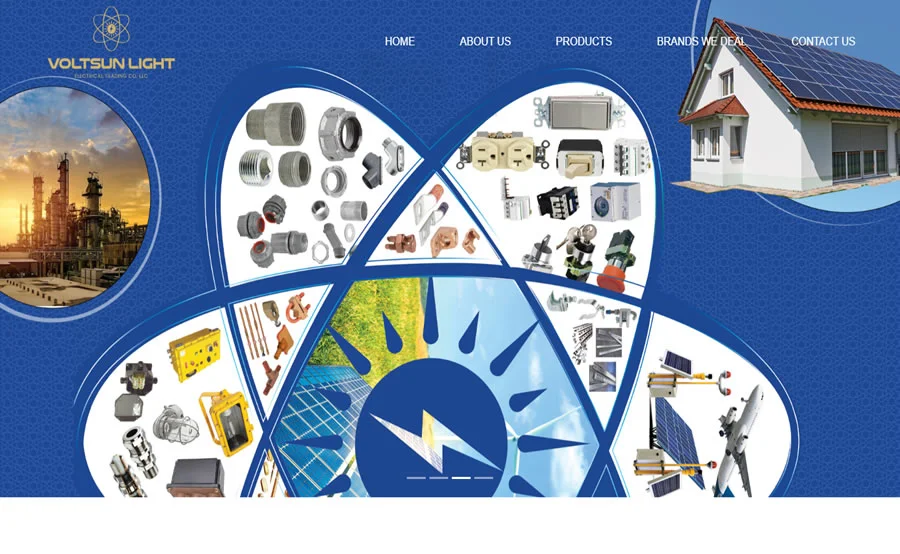 HOME ABOUT US PRODUCTS BRANDS WE DEAL CONTACT US
VOLTSUN LIGHT
ELECTRICAL TRADING CO. LLC